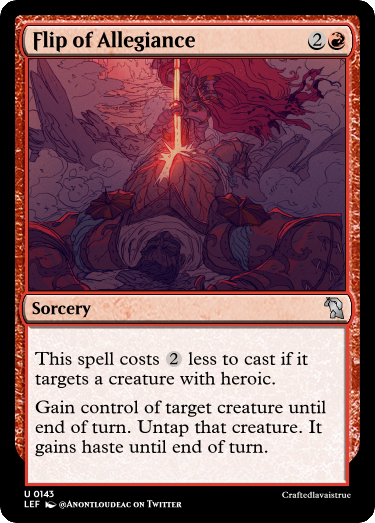 Flip of Allegiance 2
Sorcery
This spell costs 2 less to cast if it
targets a creature with heroic.
Gain control of target creature until
end of turn. Untap that creature. It
gains haste until end of turn.
U 0143
LEF @Anontloudeac on Twitter
Craftedlavaistrue